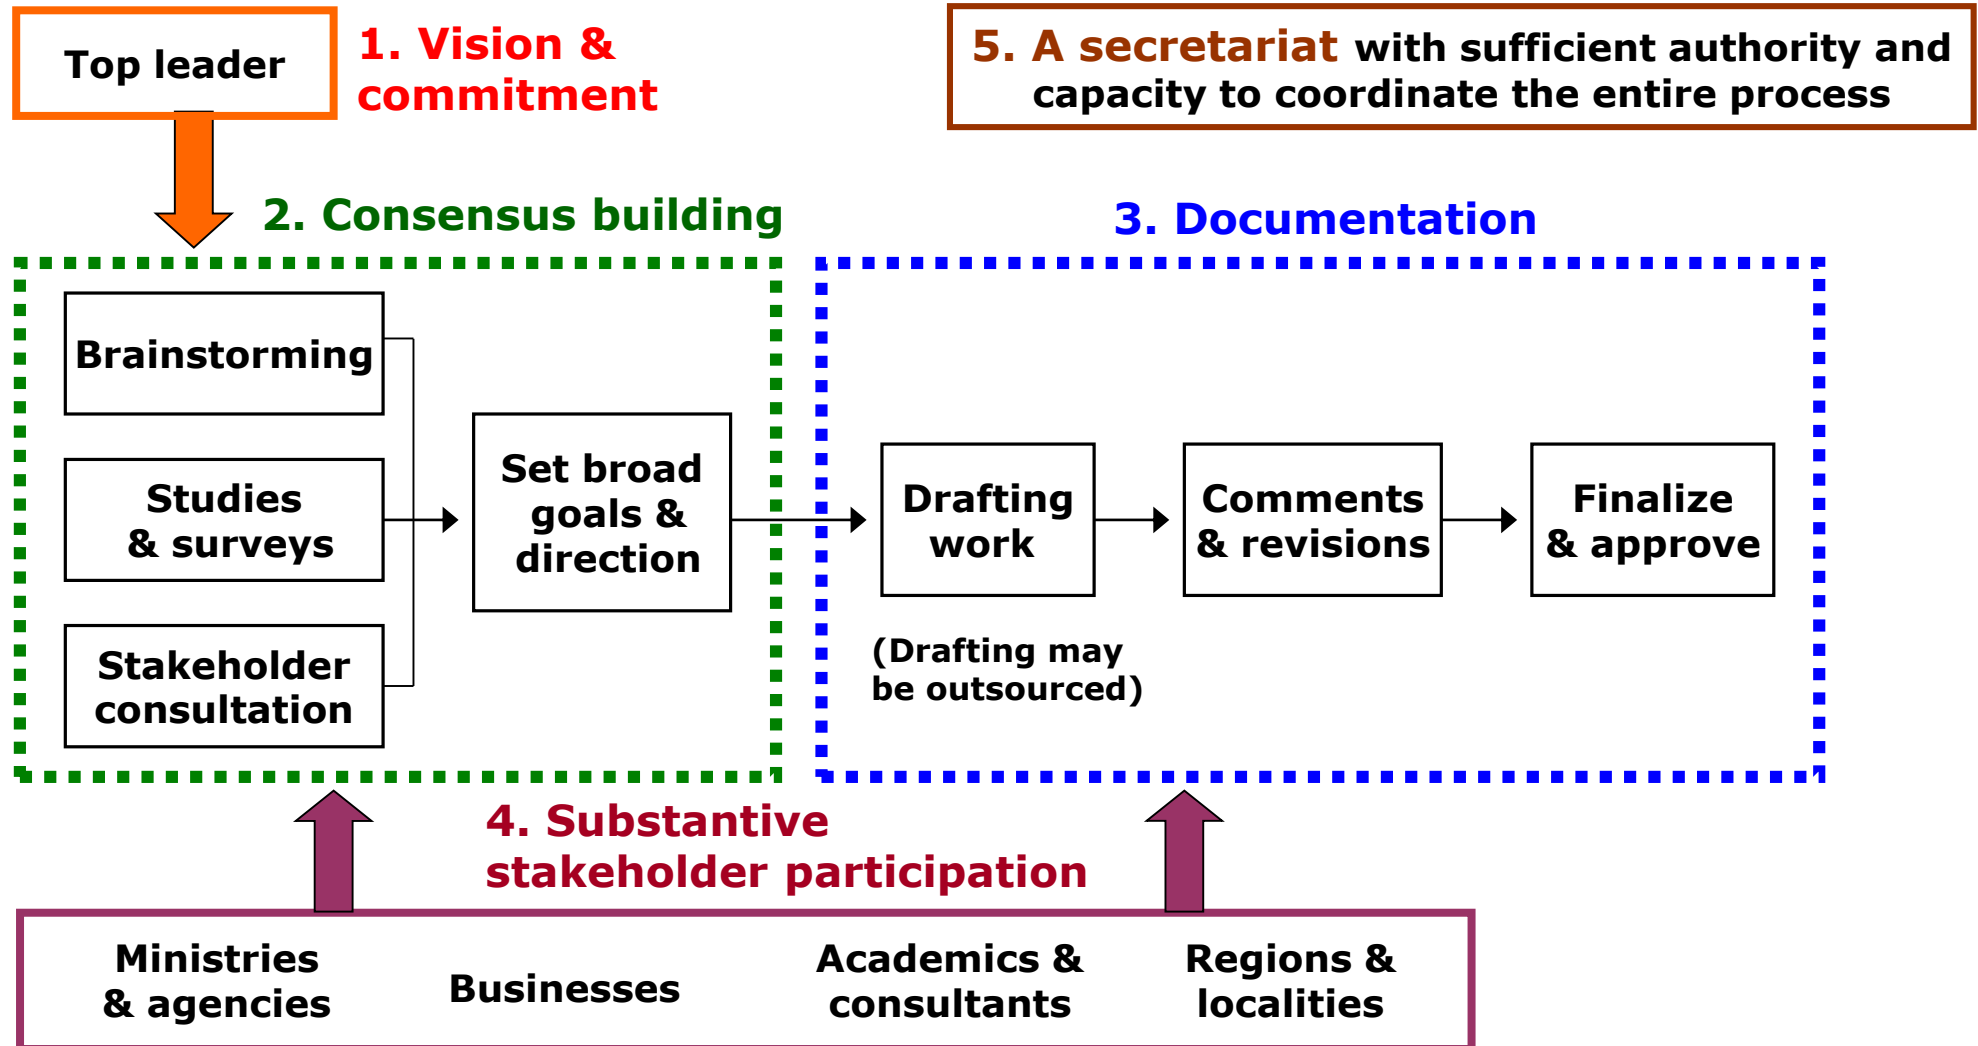 Top leader
1. Vision &
commitment
5. A secretariat with sufficient authority and
capacity to coordinate the entire process
2. Consensus building
3. Documentation
Brainstorming
Studies
& surveys
Stakeholder
consultation
Set broad
goals &
direction
Drafting
work
Comments
& revisions
Finalize
& approve
(Drafting may
be outsourced)
4. Substantive
stakeholder participation
Ministries
& agencies
Businesses
Academics &
consultants
Regions &
localities